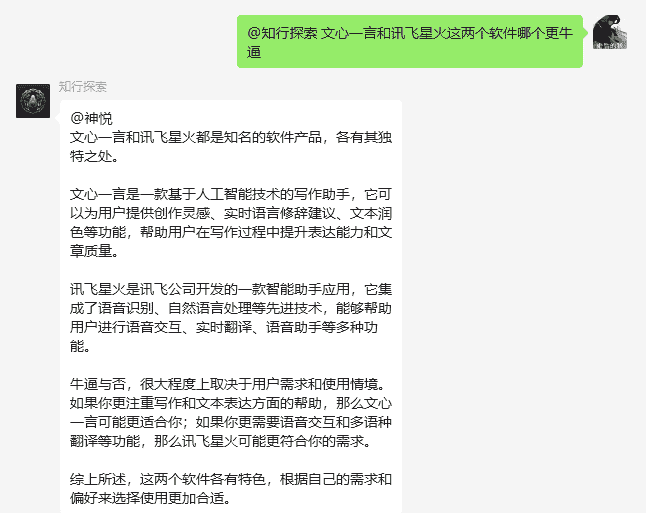 @知行探索 文心一言和讯飞星火这两个软件哪个更牛
逼
知行探索
@神悦
文心一言和讯飞星火都是知名的软件产品，各有其独
特之处。
文心一言是一款基于人工智能技术的写作助手，它可
以为用户提供创作灵感、实时语言修辞建议、文本润
色等功能，帮助用户在写作过程中提升表达能力和文
章质量。
讯飞星火是讯飞公司开发的一款智能助手应用，它集
成了语音识别、自然语言处理等先进技术，能够帮助
用户进行语音交互、实时翻译、语音助手等多种功
能。
牛逼与否，很大程度上取决于用户需求和使用情境。
如果你更注重写作和文本表达方面的帮助，那么文心
一言可能更适合你；如果你更需要语音交互和多语种
翻译等功能，那么讯飞星火可能更符合你的需求。
综上所述，这两个软件各有特色，根据自己的需求和
偏好来选择使用更加合适。